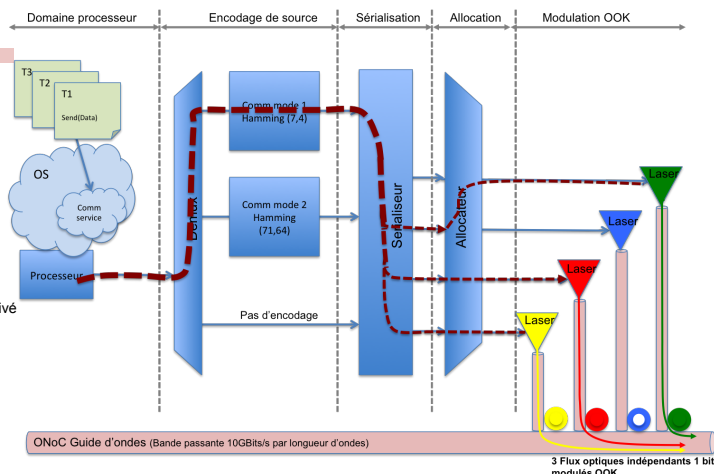 Domaine processeur
Encodage de source
Sérialisation
Allocation
Modulation OOK
T3
T2
T1
Send(Data)
OS
Comm
service
Processeur
Demux
Comm mode 1
Hamming (7,4)
Comm mode 2
Hamming
(71,64)
Pas d'encodage
Sérialiseur
Allocateur
Laser
Laser
Laser
Laser
ivé
ONoC Guide d'ondes (Bande passante 10GBits/s par longueur d'ondes)
3 Flux optiques indépendants 1 bit
modulés OOK